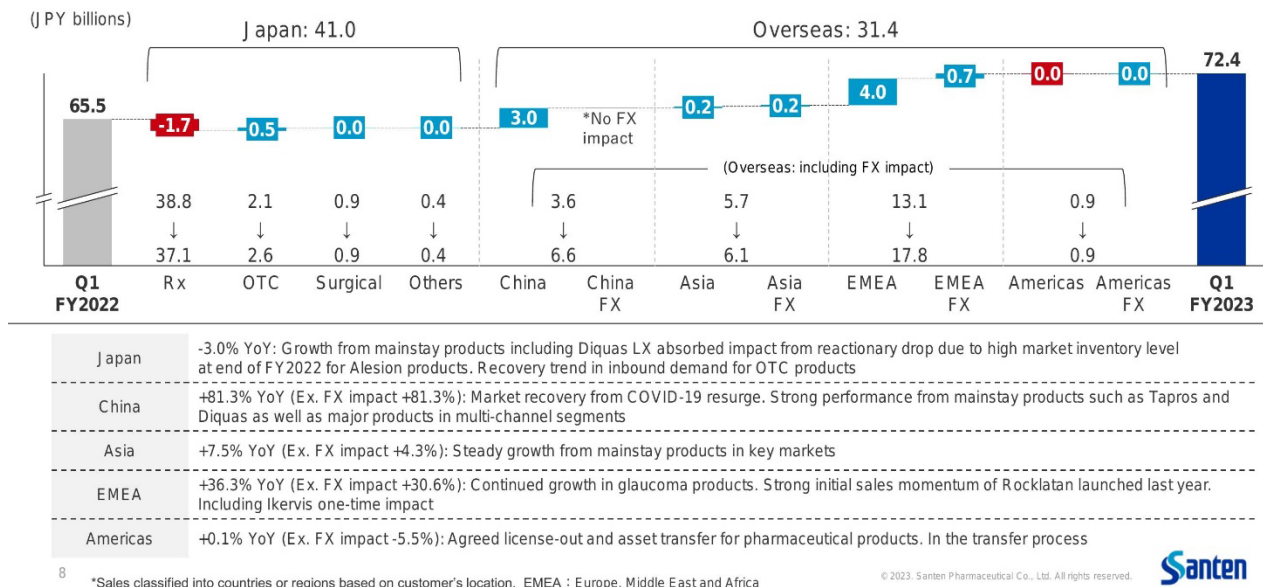 (JPY billions)
Japan: 41.0
Overseas: 31.4
65.5
-1.7
0.5
0.0
0.0
3.0
*No FX
impact
0.2
0.2
4.0
0.7
0.0
0.0
72.4
(Overseas: including FX impact)
38.8 2.1 0.9 0.4 3.6 5.7 13.1 0.9
↓ ↓ ↓ ↓ ↓ ↓ ↓ ↓
37.1 2.6 0.9 0.4 6.6 6.1 17.8 0.9
Q1
FY2022
Rx
OTC
Surgical
Others
China
China
FX
Asia
Asia
FX
EMEA
EMEA
FX
Americas
Americas
FX
Q1
FY2023
Japan
-3.0% YoY: Growth from mainstay products including Diquas LX absorbed impact from reactionary drop due to high market inventory level
at end of FY2022 for Alesion products. Recovery trend in inbound demand for OTC products
China
+81.3% YoY (Ex. FX impact +81.3%): Market recovery from COVID-19 resurge. Strong performance from mainstay products such as Tapros and
Diquas as well as major products in multi-channel segments
Asia
+7.5% YoY (Ex. FX impact +4.3%): Steady growth from mainstay products in key markets
EMEA
+36.3% YoY (Ex. FX impact +30.6%): Continued growth in glaucoma products. Strong initial sales momentum of Rocklatan launched last year.
Including Ikervis one-time impact
Americas
+0.1% YoY (Ex. FX impact -5.5%): Agreed license-out and asset transfer for pharmaceutical products. In the transfer process
8
*Sales classified into countries or regions based on customer's location. EMEA：Europe, Middle East and Africa
© 2023. Santen Pharmaceutical Co., Ltd. All rights reserved.
Santen